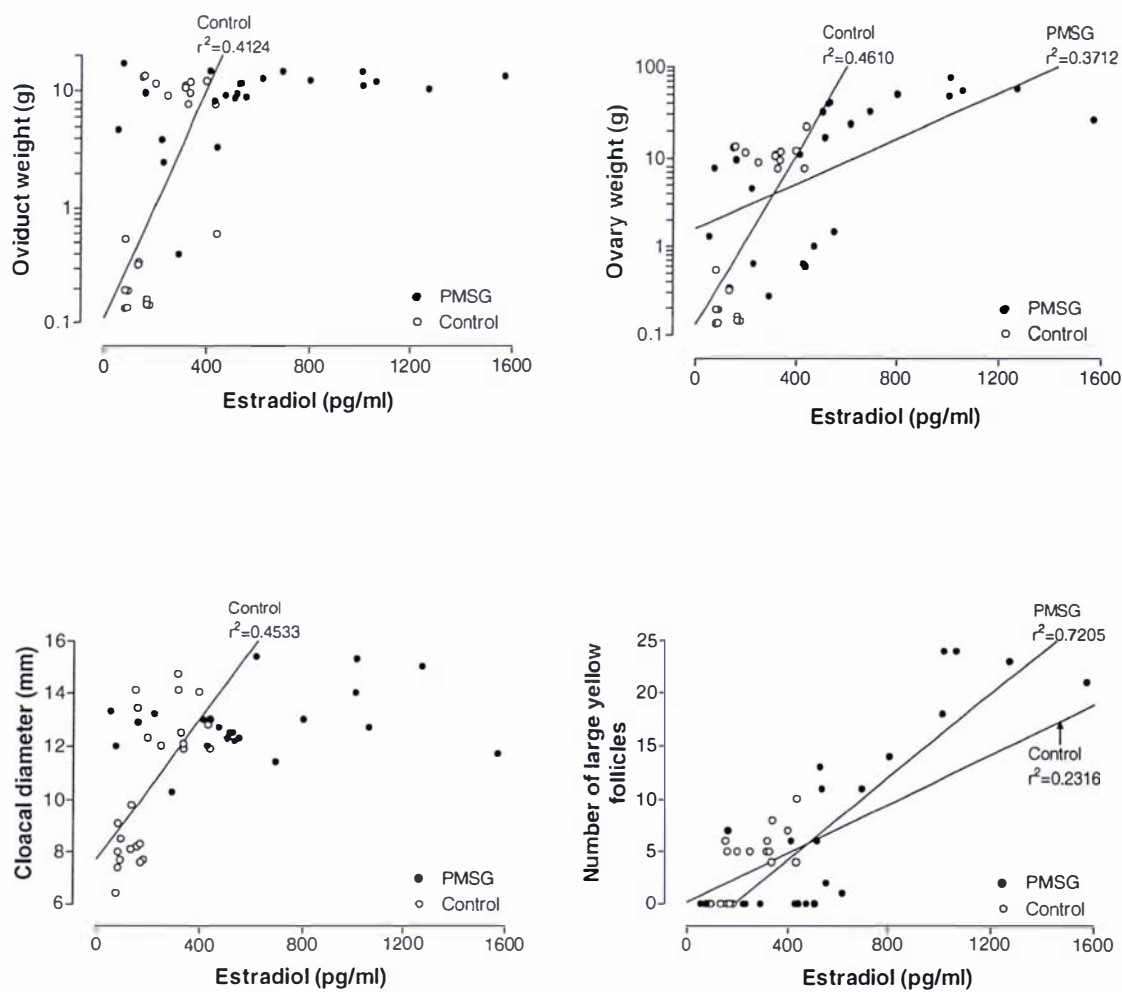 Control
r²=0.4124
Oviduct weight (g)
10
1
0.1
PMSG
Control
0 400 800 1200 1600
Estradiol (pg/ml)
Control
r²=0.4610
PMSG
r²=0.3712
Ovary weight (g)
100
10
1
0.1
PMSG
Control
0 400 800 1200 1600
Estradiol (pg/ml)
Control
r²=0.4533
Cloacal diameter (mm)
16
14
12
10
8
6
PMSG
Control
0 400 800 1200 1600
Estradiol (pg/ml)
PMSG
r²=0.7205
Number of large yellow
follicles
25
20
15
10
5
0
Control
r²=0.2316
PMSG
Control
0 400 800 1200 1600
Estradiol (pg/ml)